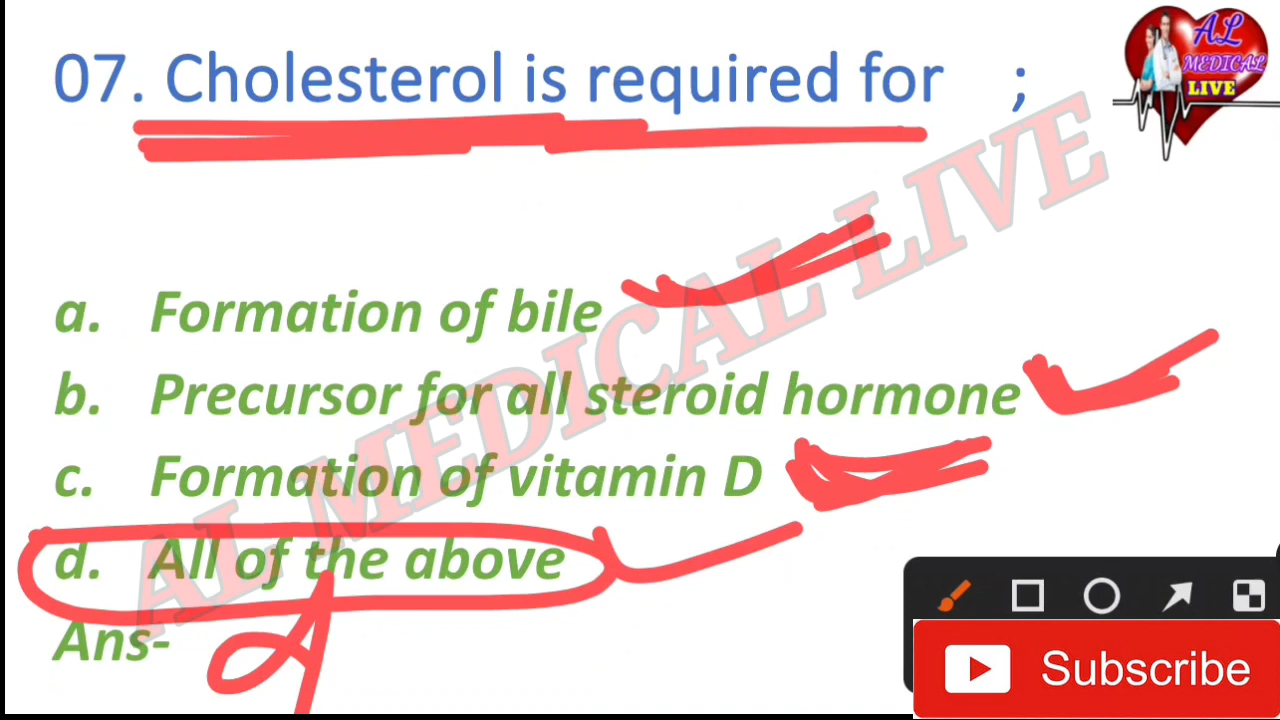 07. Cholesterol is required for ;
AL
MEDICAL
LIVE
a. Formation of bile
b. Precursor for all steroid hormone
c. Formation of vitamin D
d. All of the above
Ans- d
AL MEDICAL LIVE
Subscribe